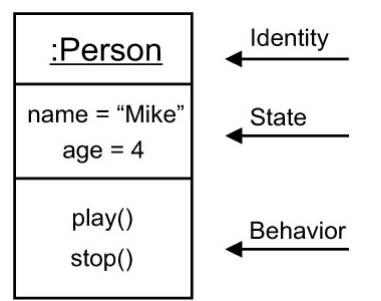 :Person
Identity
name = “Mike”
age = 4
State
play()
stop()
Behavior